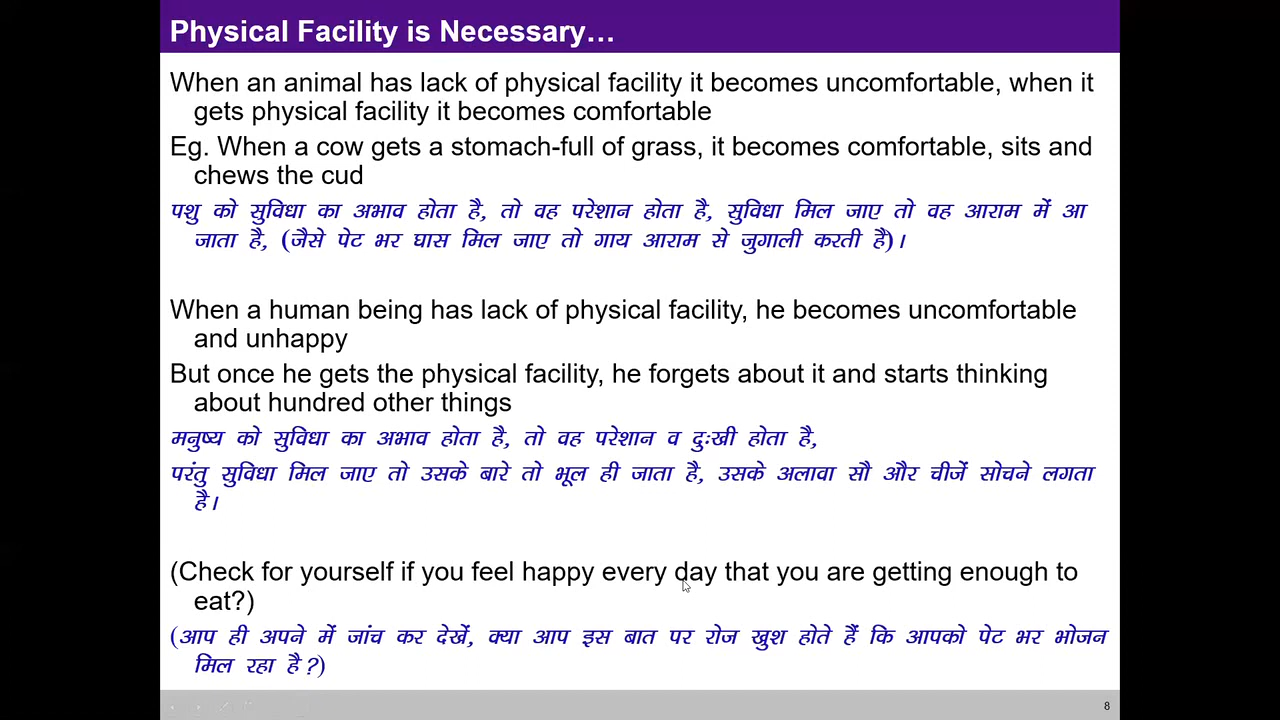 Physical Facility is Necessary…
When an animal has lack of physical facility it becomes uncomfortable, when it
gets physical facility it becomes comfortable
Eg. When a cow gets a stomach-full of grass, it becomes comfortable, sits and
chews the cud
पशु को सुविधा का अभाव होता है, तो वह परेशान होता है, सुविधा मिल जाए तो वह आराम में आ
जाता है, (जैसे पेट भर घास मिल जाए तो गाय आराम से जुगाली करती है)।
When a human being has lack of physical facility, he becomes uncomfortable
and unhappy
But once he gets the physical facility, he forgets about it and starts thinking
about hundred other things
मनुष्य को सुविधा का अभाव होता है, तो वह परेशान व दुःखी होता है,
परंतु सुविधा मिल जाए तो उसके बारे तो भूल ही जाता है, उसके अलावा सौ और चीजें सोचने लगता
है।
(Check for yourself if you feel happy every day that you are getting enough to
eat?)
(आप ही अपने में जांच कर देखें, क्या आप इस बात पर रोज खुश होते हैं कि आपको पेट भर भोजन
मिल रहा है?)
8